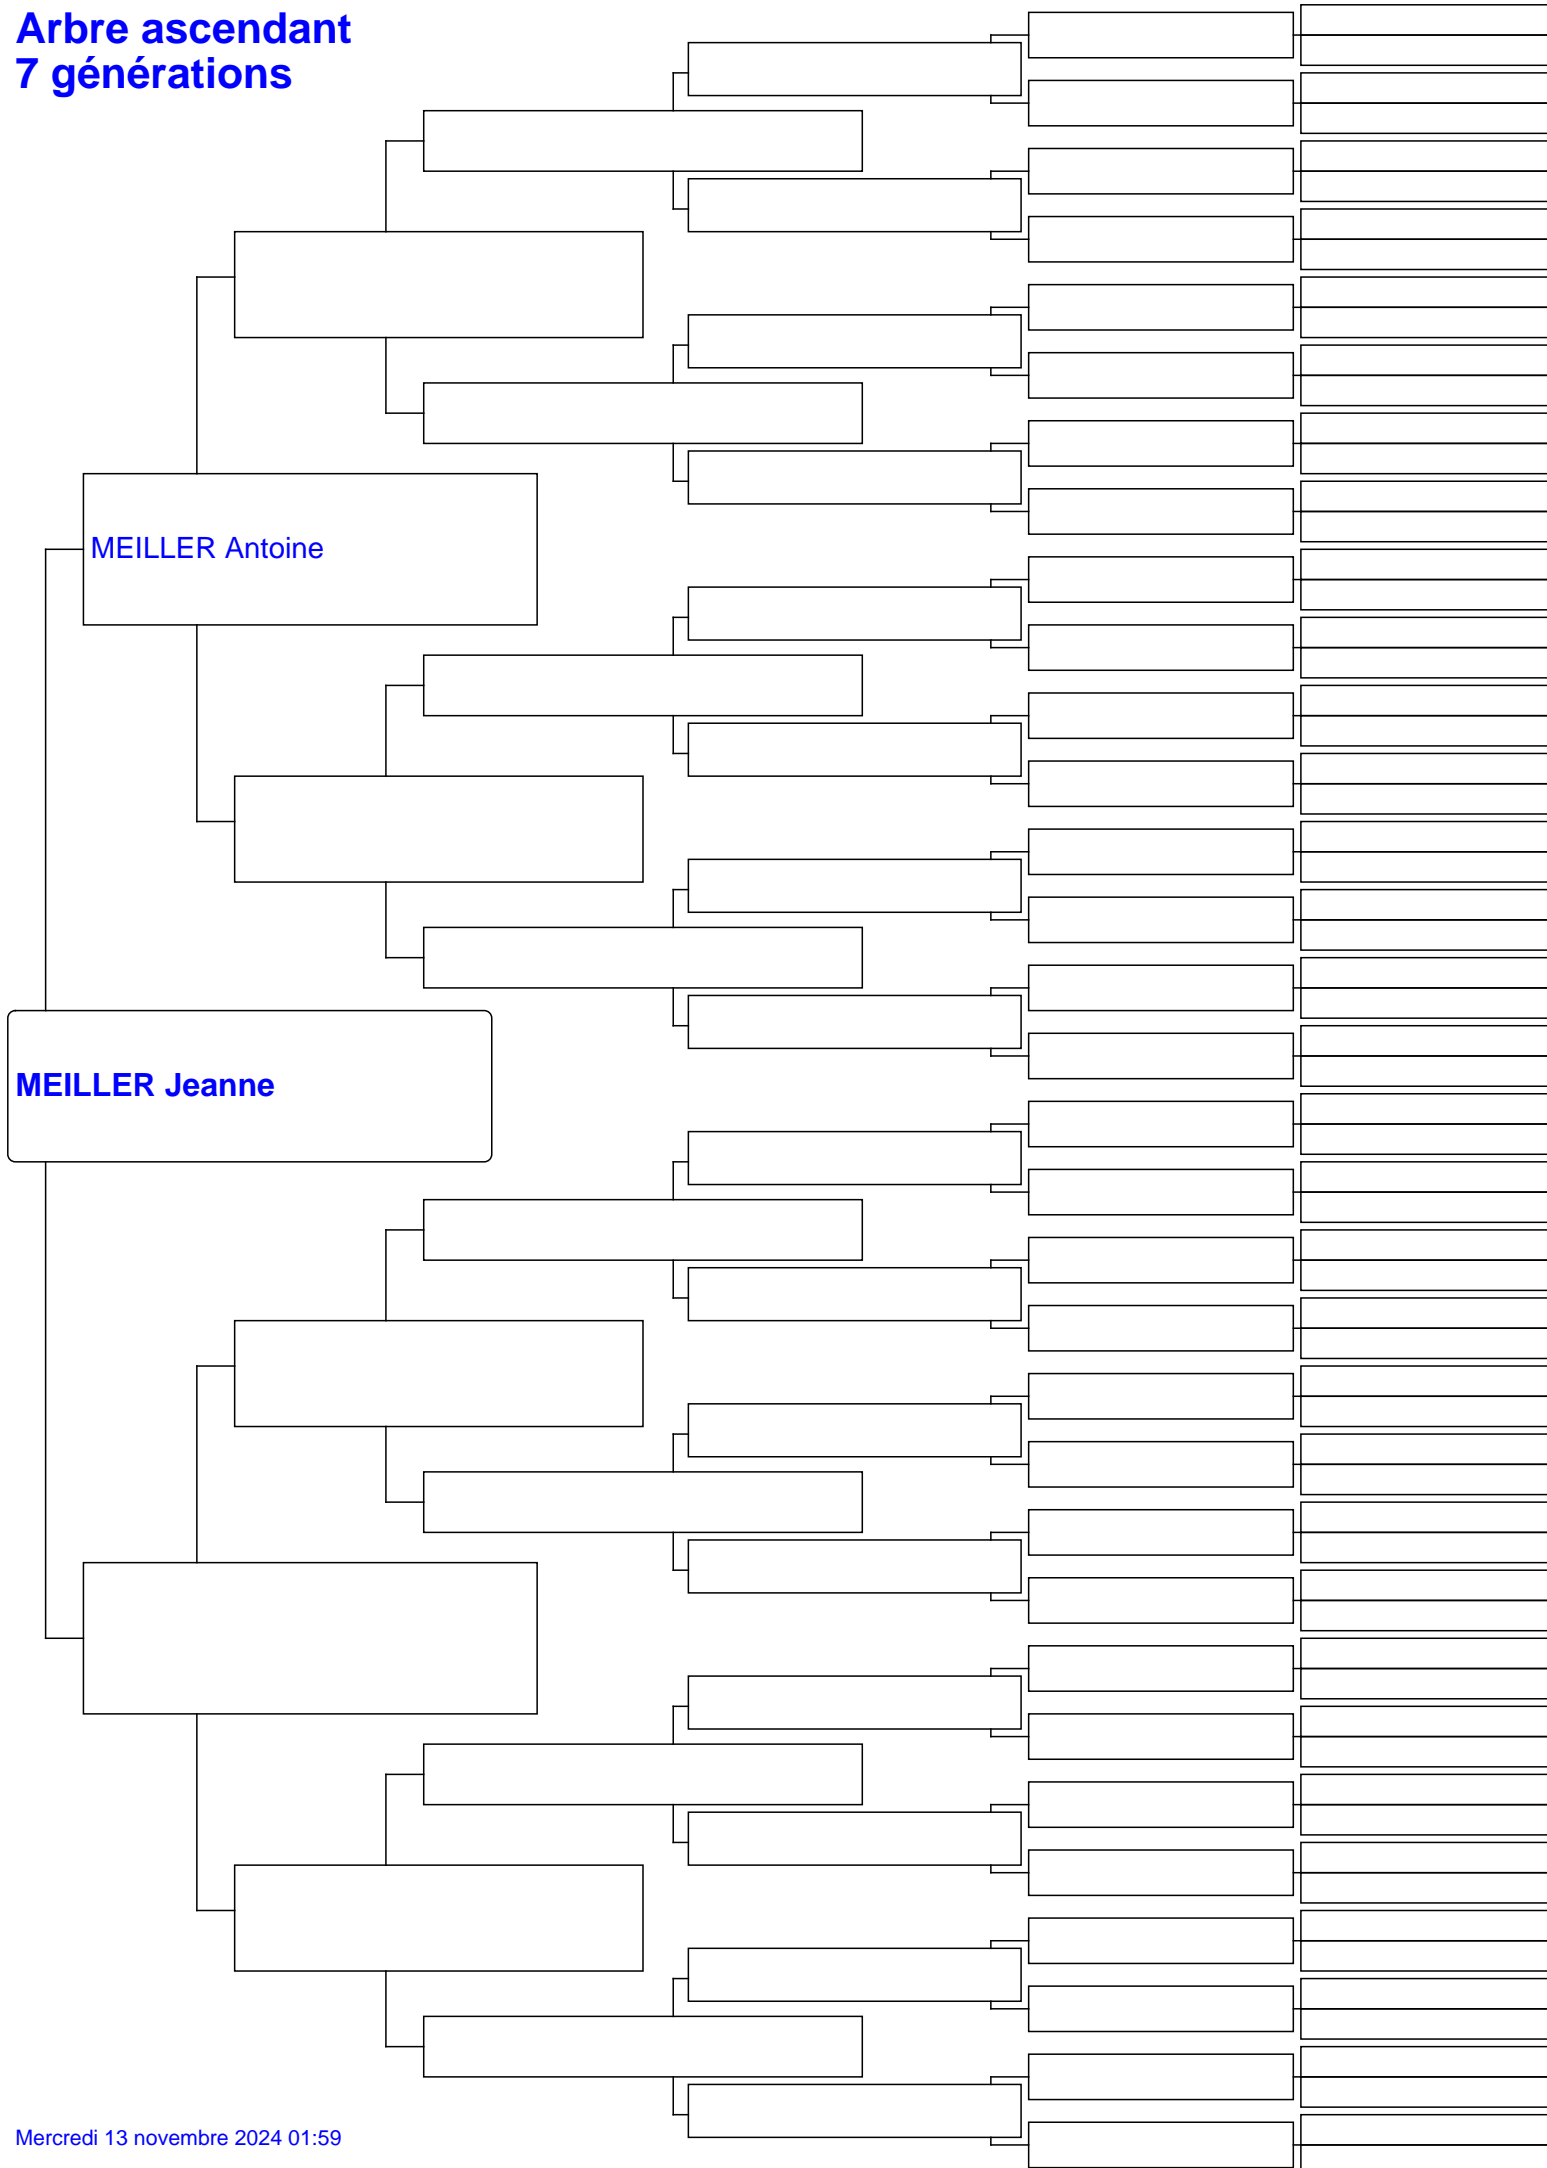 Arbre ascendant
7 générations
MEILLER Antoine
MEILLER Jeanne
Mercredi 13 novembre 2024 01:59